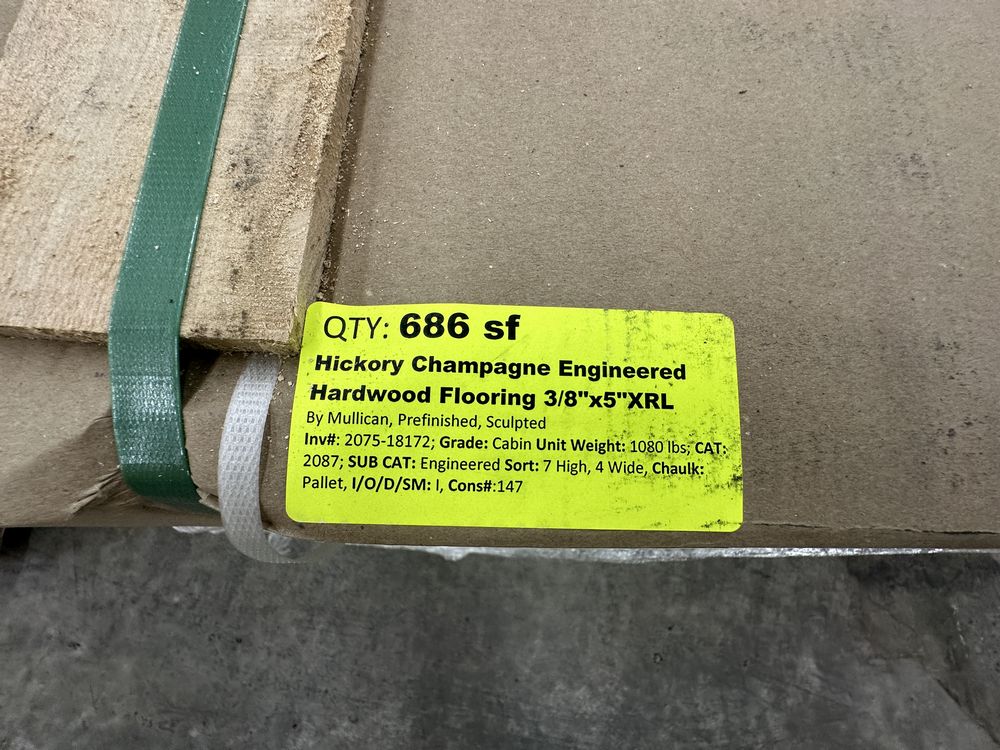 QTY: 686 sf
Hickory Champagne Engineered
Hardwood Flooring 3/8"x5"XRL
By Mullican, Prefinished, Sculpted
Inv#: 2075-18172; Grade: Cabin Unit Weight: 1080 lbs; CAT:
2087; SUB CAT: Engineered Sort: 7 High, 4 Wide, Chaulk:
Pallet, I/O/D/SM: I, Cons#:147